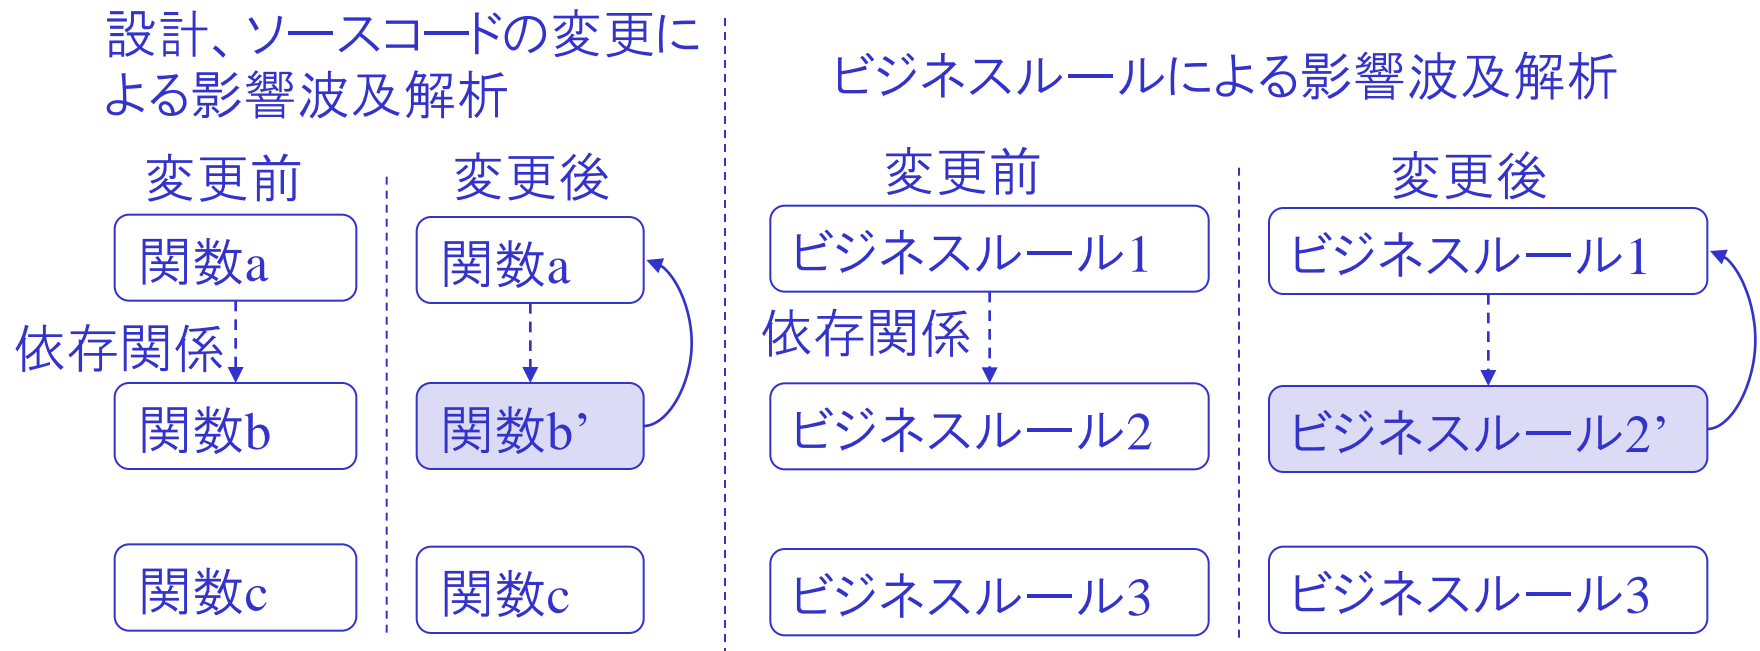 設計、ソースコードの変更に
よる影響波及解析
変更前
変更後
関数a
関数a
依存関係
関数b
関数b’
関数c
関数c
ビジネスルールによる影響波及解析
変更前
変更後
ビジネスルール1
ビジネスルール1
依存関係
ビジネスルール2
ビジネスルール2’
ビジネスルール3
ビジネスルール3